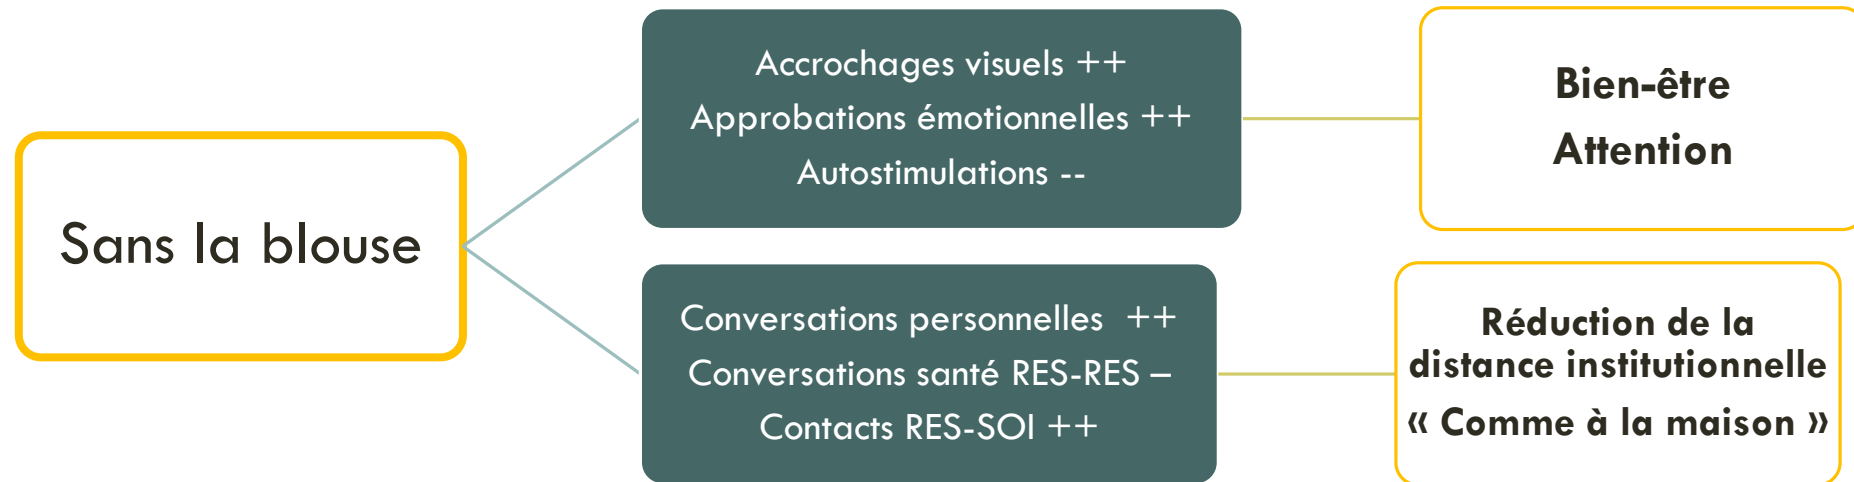 Sans la blouse
Accrochages visuels ++
Approbations émotionnelles ++
Autostimulations --
Bien-être
Attention
Conversations personnelles ++
Conversations santé RES-RES –
Contacts RES-SOI ++
Réduction de la
distance institutionnelle
« Comme à la maison »